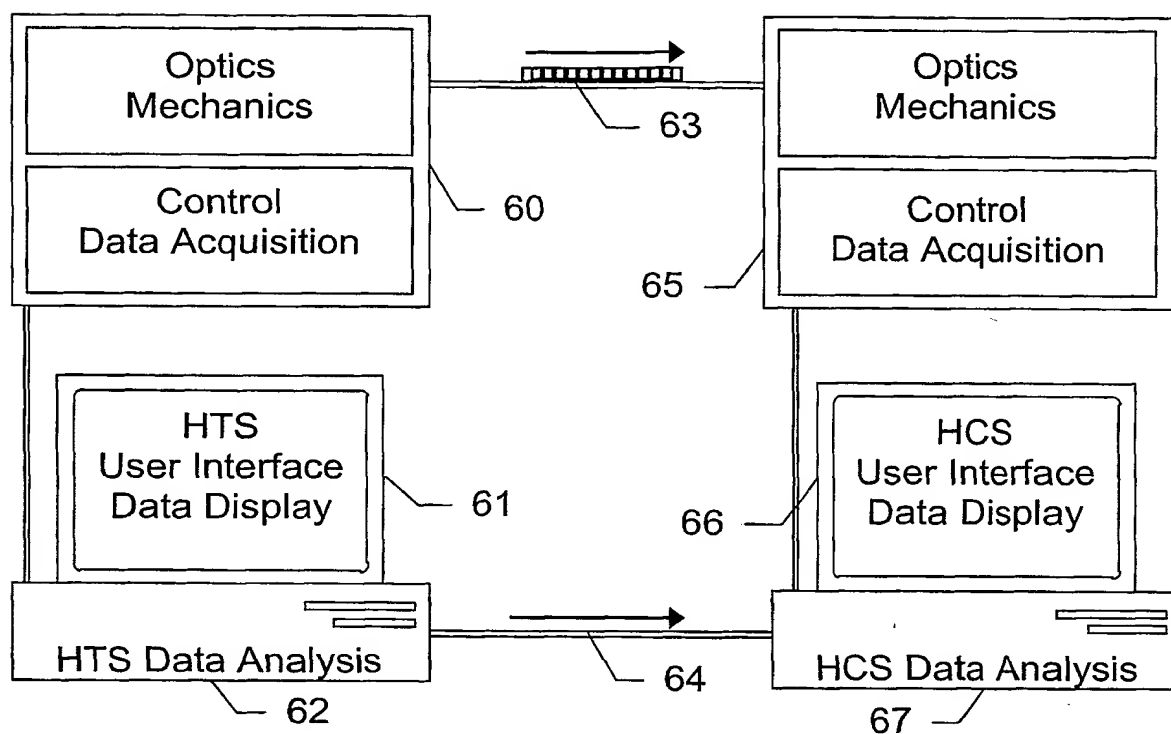 Optics
Mechanics
Control
Data Acquisition
60
63
Optics
Mechanics
Control
Data Acquisition
65
HTS
User Interface
Data Display
61
HTS Data Analysis
62
64
HCS
User Interface
Data Display
66
HCS Data Analysis
67